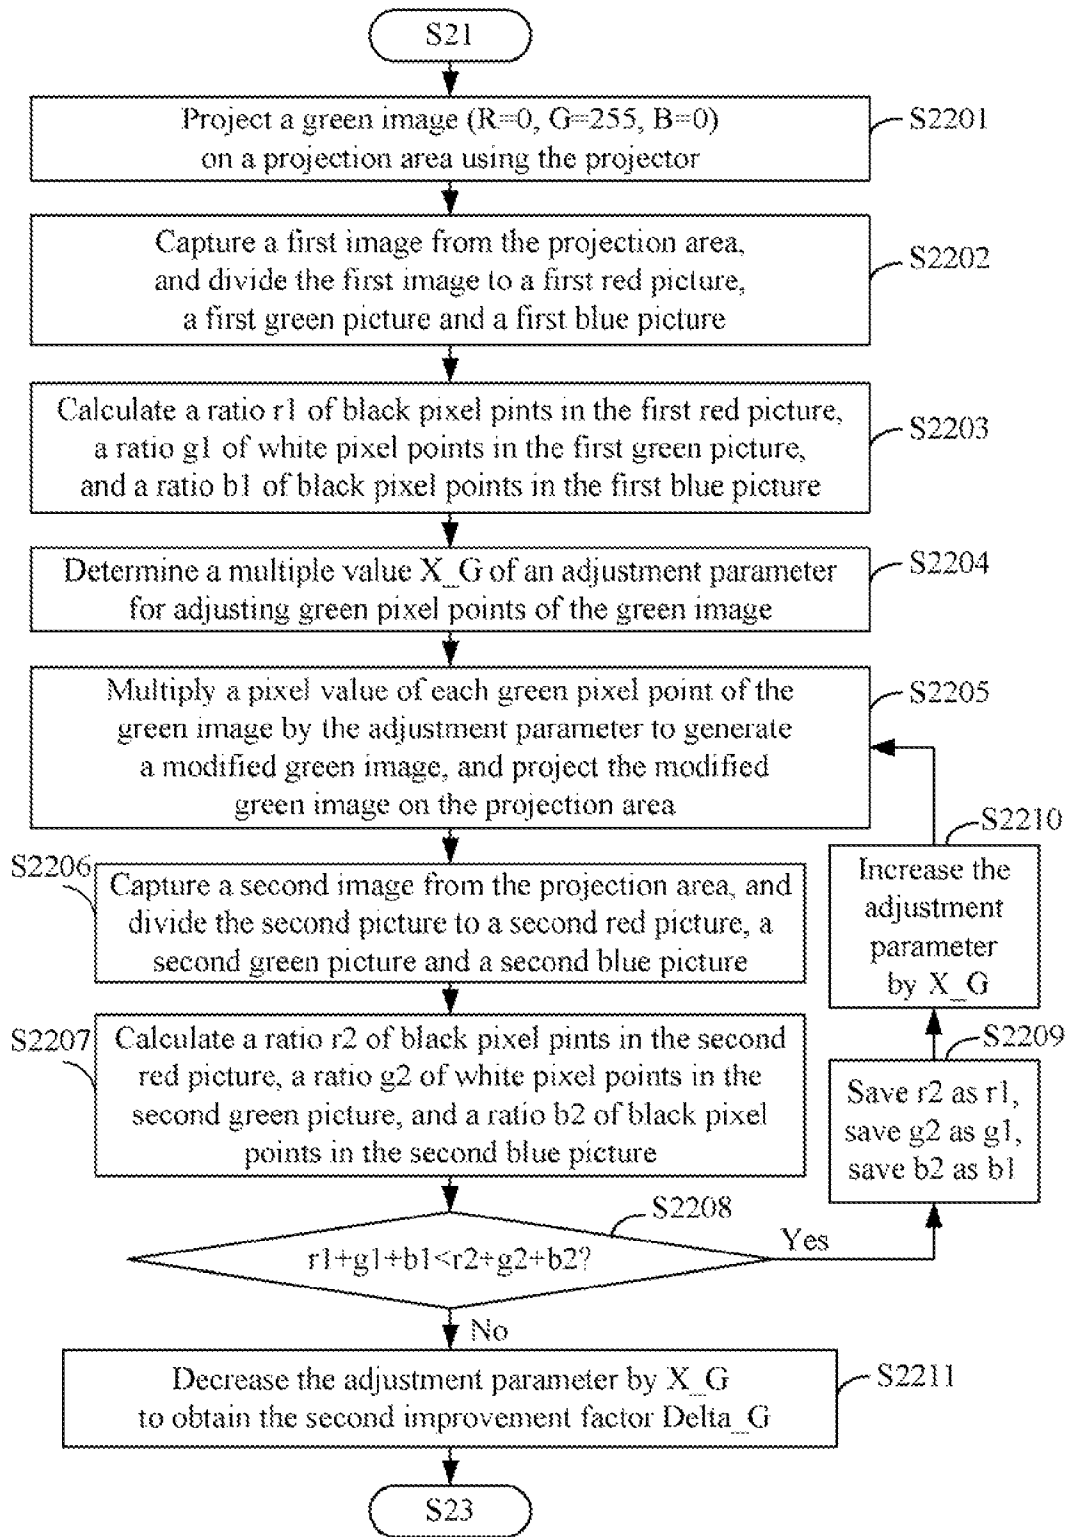 S21
Project a green image (R=0, G=255, B=0)
on a projection area using the projector
S2201
Capture a first image from the projection area,
and divide the first image to a first red picture,
a first green picture and a first blue picture
S2202
Calculate a ratio r1 of black pixel pints in the first red picture,
a ratio g1 of white pixel points in the first green picture,
and a ratio b1 of black pixel points in the first blue picture
S2203
Determine a multiple value X_G of an adjustment parameter
for adjusting green pixel points of the green image
S2204
Multiply a pixel value of each green pixel point of the
green image by the adjustment parameter to generate
a modified green image, and project the modified
green image on the projection area
S2205
S2206
Capture a second image from the projection area, and
divide the second picture to a second red picture, a
second green picture and a second blue picture
S2207
Calculate a ratio r2 of black pixel pints in the second
red picture, a ratio g2 of white pixel points in the
second green picture, and a ratio b2 of black pixel
points in the second blue picture
S2208
r1+g1+b1<r2+g2+b2?
Yes
S2209
Save r2 as r1,
save g2 as g1,
save b2 as b1
S2210
Increase the
adjustment
parameter
by X_G
No
Decrease the adjustment parameter by X_G
to obtain the second improvement factor Delta_G
S2211
S23